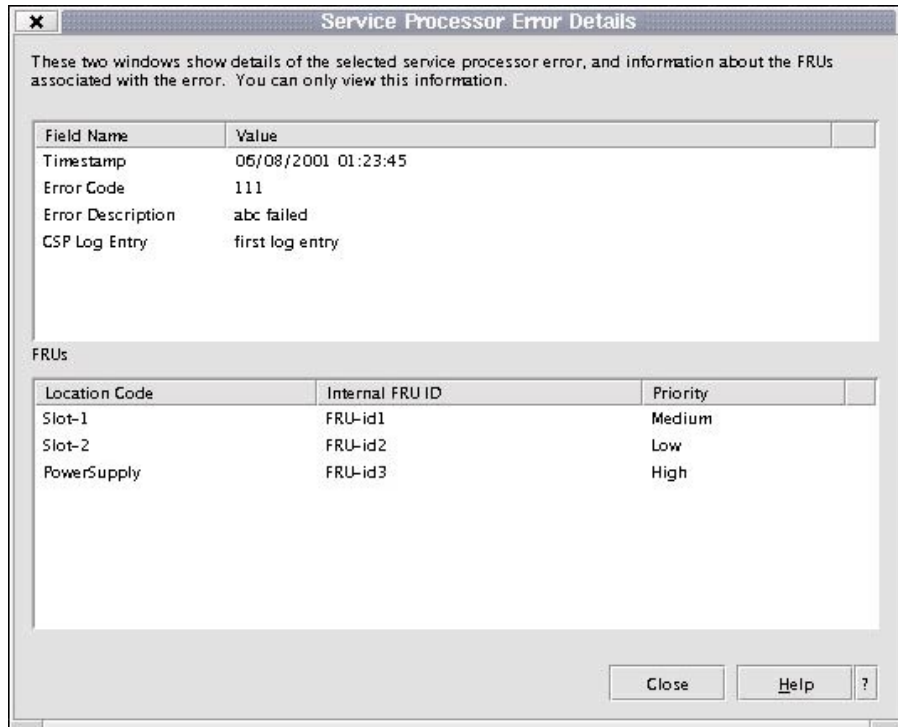 Service Processor Error Details
These two windows show details of the selected service processor error, and information about the FRUs
associated with the error. You can only view this information.
Field Name Value
Timestamp 06/08/2001 01:23:45
Error Code 111
Error Description abc failed
CSP Log Entry first log entry
FRUs
Location Code Internal FRU ID Priority
Slot-1 FRU-id1 Medium
Slot-2 FRU-id2 Low
PowerSupply FRU-id3 High
Close Help ?